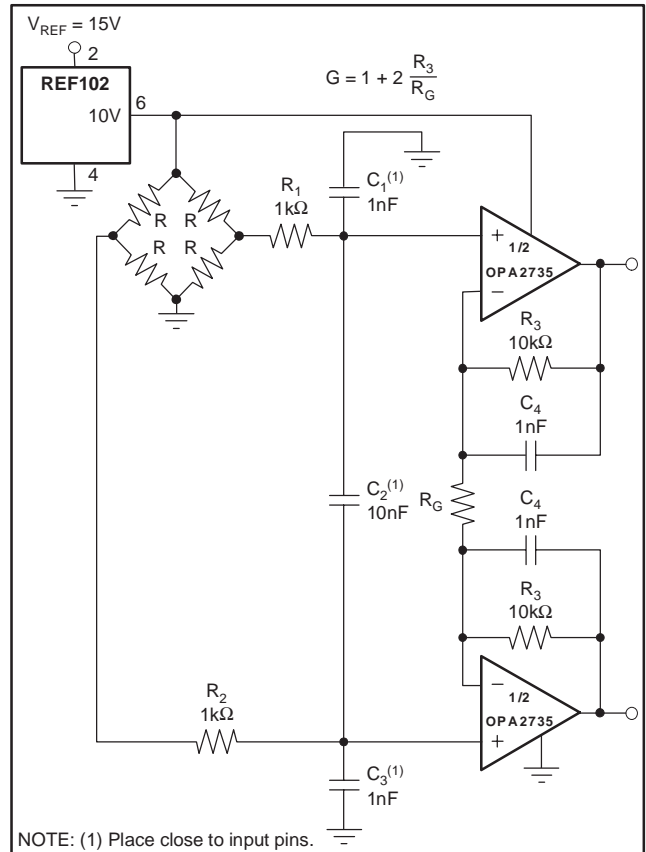 VREF = 15V
2
REF102
10V
6
4
G = 1 + 2 R3
RG
R
R
R
R
R1
1kΩ
C1(1)
1nF
+
1/2
OPA2735
−
R3
10kΩ
C4
1nF
RG
C2(1)
10nF
C4
1nF
R3
10kΩ
−
1/2
OPA2735
+
R2
1kΩ
C3(1)
1nF
NOTE: (1) Place close to input pins.